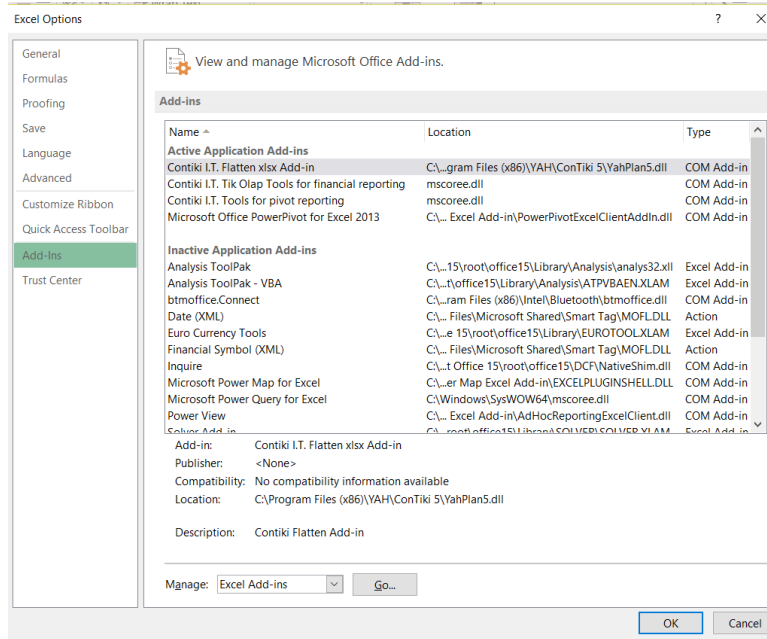 Excel Options ? X
General
Formulas
Proofing
Save
Language
Advanced
Customize Ribbon
Quick Access Toolbar
Add-Ins
Trust Center
View and manage Microsoft Office Add-ins.
Add-ins
Name Location Type
Active Application Add-ins
Contiki I.T. Flatten xlsx Add-in C:\...gram Files (x86)\YAH\ConTiki 5\YahPlan5.dll COM Add-in
Contiki I.T. Tik Olap Tools for financial reporting mscoree.dll COM Add-in
Contiki I.T. Tools for pivot reporting mscoree.dll COM Add-in
Microsoft Office PowerPivot for Excel 2013 C:\... Excel Add-in\PowerPivotExcelClientAddIn.dll COM Add-in
Inactive Application Add-ins
Analysis ToolPak C:\...15\root\office15\Library\Analysis\analys32.xll Excel Add-in
Analysis ToolPak - VBA C:\...t\office15\Library\Analysis\ATPVBAEN.XLAM Excel Add-in
btmoffice.Connect C:\...ram Files (x86)\Intel\Bluetooth\btmoffice.dll COM Add-in
Date (XML) C:\... Files\Microsoft Shared\Smart Tag\MOFL.DLL Action
Euro Currency Tools C:\...e 15\root\office15\Library\EUROTOOL.XLAM Excel Add-in
Financial Symbol (XML) C:\... Files\Microsoft Shared\Smart Tag\MOFL.DLL Action
Inquire C:\...t Office 15\root\office15\DCF\NativeShim.dll COM Add-in
Microsoft Power Map for Excel C:\...er Map Excel Add-in\EXCELPLUGINSHELL.DLL COM Add-in
Microsoft Power Query for Excel C:\Windows\SysWOW64\mscoree.dll COM Add-in
Power View C:\... Excel Add-in\AdHocReportingExcelClient.dll COM Add-in
Solver Add-in C:\...root\office15\Library\SOLVER\SOLVER.XLAM Excel Add-in
Add-in: Contiki I.T. Flatten xlsx Add-in
Publisher: <None>
Compatibility: No compatibility information available
Location: C:\Program Files (x86)\YAH\ConTiki 5\YahPlan5.dll
Description: Contiki Flatten Add-in
Manage: Excel Add-ins Go...
OK Cancel